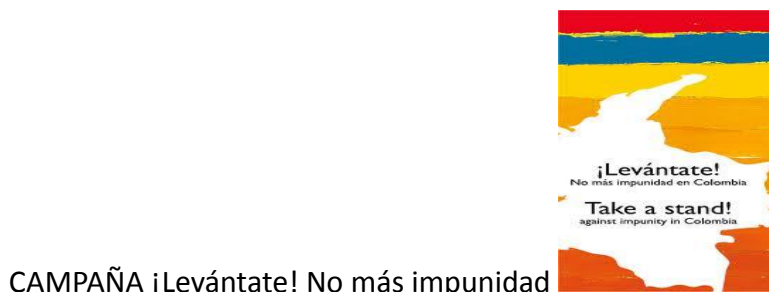 ¡Levántate!
No más impunidad en Colombia
Take a stand!
against impunity in Colombia
CAMPAÑA ¡Levántate! No más impunidad